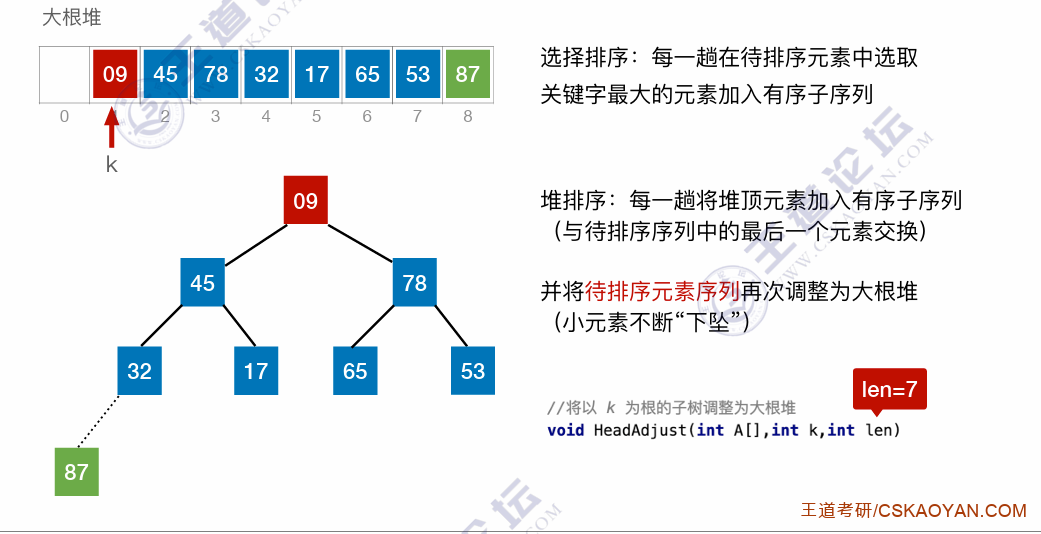 大根堆
09 45 78 32 17 65 53 87
0 1 2 3 4 5 6 7 8
k
09
45 78
32 17 65 53
87
选择排序：每一趟在待排序元素中选取
关键字最大的元素加入有序子序列
堆排序：每一趟将堆顶元素加入有序子序列
（与待排序序列中的最后一个元素交换）
并将待排序元素序列再次调整为大根堆
（小元素不断“下坠”）
len=7
//将以 k 为根的子树调整为大根堆
void HeadAdjust(int A[],int k,int len)
王道考研/CSKAOYAN.COM
王道论坛
WWW.CSKAOYAN.COM